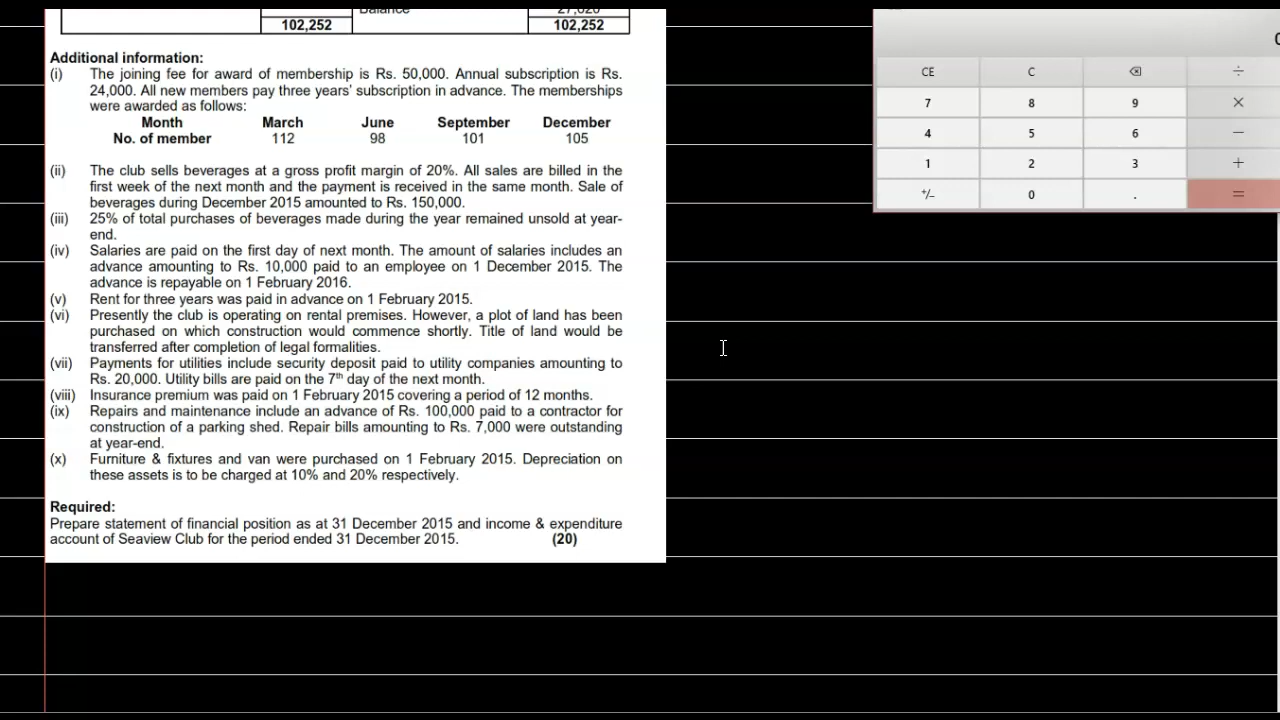 Balance 27,620
102,252 102,252
Additional information:
(i) The joining fee for award of membership is Rs. 50,000. Annual subscription is Rs.
24,000. All new members pay three years' subscription in advance. The memberships
were awarded as follows:
Month March June September December
No. of member 112 98 101 105
(ii) The club sells beverages at a gross profit margin of 20%. All sales are billed in the
first week of the next month and the payment is received in the same month. Sale of
beverages during December 2015 amounted to Rs. 150,000.
(iii) 25% of total purchases of beverages made during the year remained unsold at year-
end.
(iv) Salaries are paid on the first day of next month. The amount of salaries includes an
advance amounting to Rs. 10,000 paid to an employee on 1 December 2015. The
advance is repayable on 1 February 2016.
(v) Rent for three years was paid in advance on 1 February 2015.
(vi) Presently the club is operating on rental premises. However, a plot of land has been
purchased on which construction would commence shortly. Title of land would be
transferred after completion of legal formalities.
(vii) Payments for utilities include security deposit paid to utility companies amounting to
Rs. 20,000. Utility bills are paid on the 7th day of the next month.
(viii) Insurance premium was paid on 1 February 2015 covering a period of 12 months.
(ix) Repairs and maintenance include an advance of Rs. 100,000 paid to a contractor for
construction of a parking shed. Repair bills amounting to Rs. 7,000 were outstanding
at year-end.
(x) Furniture & fixtures and van were purchased on 1 February 2015. Depreciation on
these assets is to be charged at 10% and 20% respectively.
Required:
Prepare statement of financial position as at 31 December 2015 and income & expenditure
account of Seaview Club for the period ended 31 December 2015. (20)
CE C ⌫ ÷
7 8 9 ×
4 5 6 −
1 2 3 +
+/- 0 . =